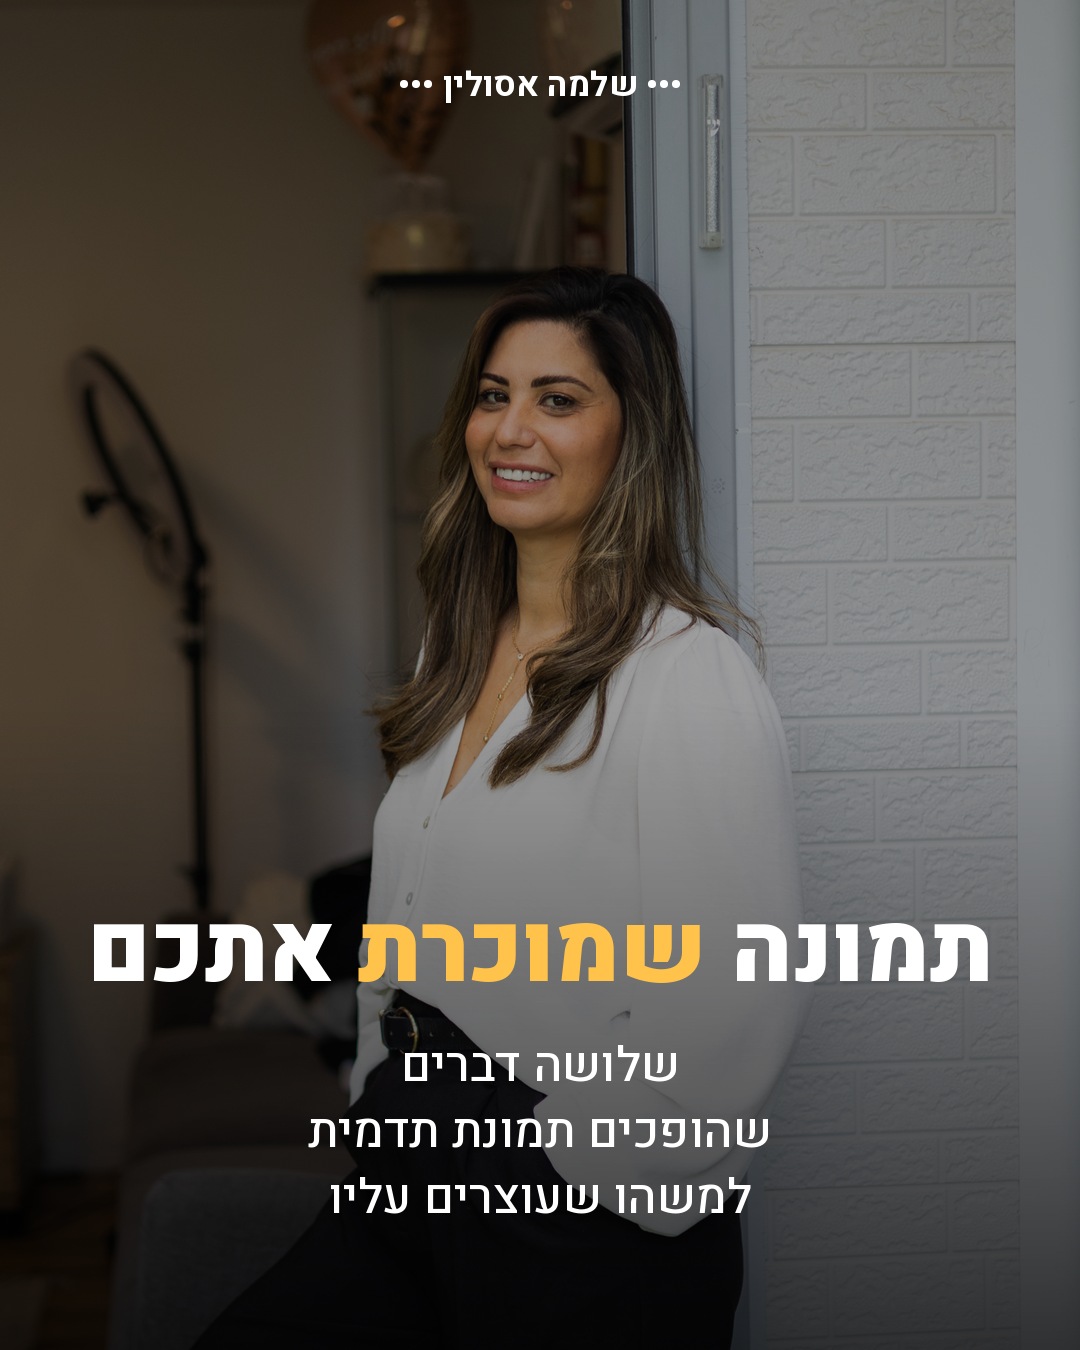 ••• שלמה אסולין •••
תמונה שמוכרת אתכם
שלושה דברים
שהופכים תמונת תדמית
למשהו שעוצרים עליו